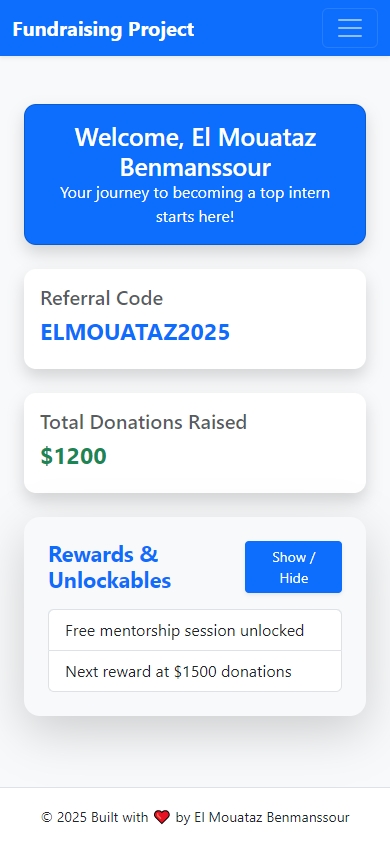 Fundraising Project
Welcome, El Mouataz
Benmanssour
Your journey to becoming a top intern
starts here!
Referral Code
ELMOUATAZ2025
Total Donations Raised
$1200
Rewards &
Unlockables
Show /
Hide
Free mentorship session unlocked
Next reward at $1500 donations
© 2025 Built with ❤️ by El Mouataz Benmanssour